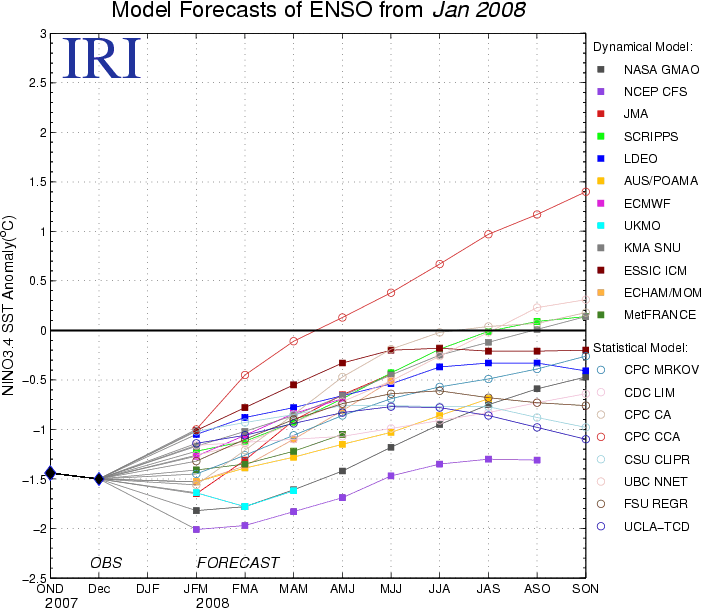 Model Forecasts of ENSO from Jan 2008
IRI
NINO3.4 SST Anomaly(°C)
3
2.5
2
1.5
1
0.5
0
−0.5
−1
−1.5
−2
−2.5
OBS
FORECAST
OND Dec DJF JFM FMA MAM AMJ MJJ JJA JAS ASO SON
2007 2008
Dynamical Model:
NASA GMAO
NCEP CFS
JMA
SCRIPPS
LDEO
AUS/POAMA
ECMWF
UKMO
KMA SNU
ESSIC ICM
ECHAM/MOM
MetFRANCE
Statistical Model:
CPC MRKOV
CDC LIM
CPC CA
CPC CCA
CSU CLIPR
UBC NNET
FSU REGR
UCLA−TCD